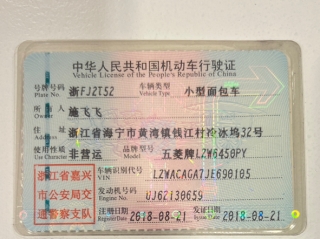 中华人民共和国机动车行驶证
Vehicle License of the People's Republic of China
号牌号码 浙FJ2T52 车辆类型 小型面包车
Plate No. Vehicle Type
所有人 施飞飞
Owner
住址 浙江省海宁市黄湾镇钱江村冷冰坞32号
Address
使用性质 非营运 品牌型号 五菱牌LZW6450PY
Use Character Model
浙江省嘉兴市公安局交通警察支队
车辆识别代号 LZWACAGA7JE690105
VIN
发动机号码 UJ62130659
Engine No.
注册日期 2018-08-21 发证日期 2018-08-21
Register Date Issue Date